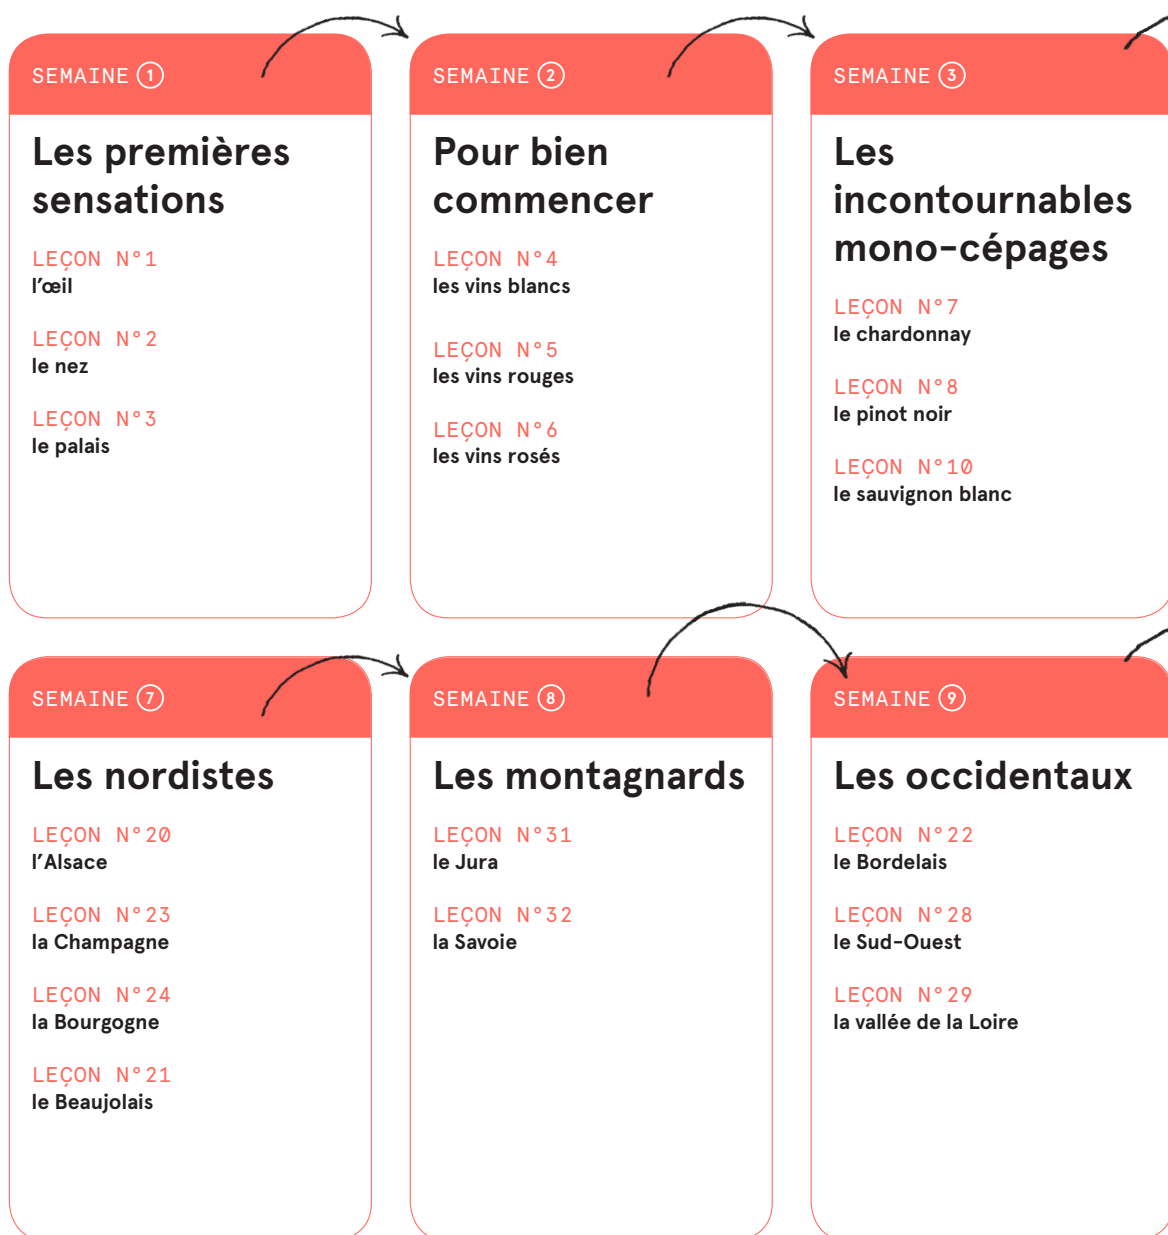 SEMAINE 1
Les premières
sensations
LEÇON N°1
l’œil
LEÇON N°2
le nez
LEÇON N°3
le palais
SEMAINE 2
Pour bien
commencer
LEÇON N°4
les vins blancs
LEÇON N°5
les vins rouges
LEÇON N°6
les vins rosés
SEMAINE 3
Les
incontournables
mono-cépages
LEÇON N°7
le chardonnay
LEÇON N°8
le pinot noir
LEÇON N°10
le sauvignon blanc
SEMAINE 7
Les nordistes
LEÇON N°20
l’Alsace
LEÇON N°23
la Champagne
LEÇON N°24
la Bourgogne
LEÇON N°21
le Beaujolais
SEMAINE 8
Les montagnards
LEÇON N°31
le Jura
LEÇON N°32
la Savoie
SEMAINE 9
Les occidentaux
LEÇON N°22
le Bordelais
LEÇON N°28
le Sud-Ouest
LEÇON N°29
la vallée de la Loire